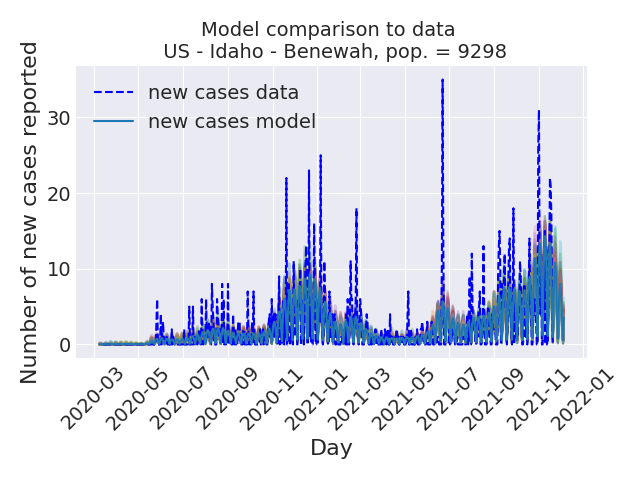 Model comparison to data
US - Idaho - Benewah, pop. = 9298
Number of new cases reported
30
20
10
0
new cases data
new cases model
2020-03
2020-05
2020-07
2020-09
2020-11
2021-01
2021-03
2021-05
2021-07
2021-09
2021-11
2022-01
Day